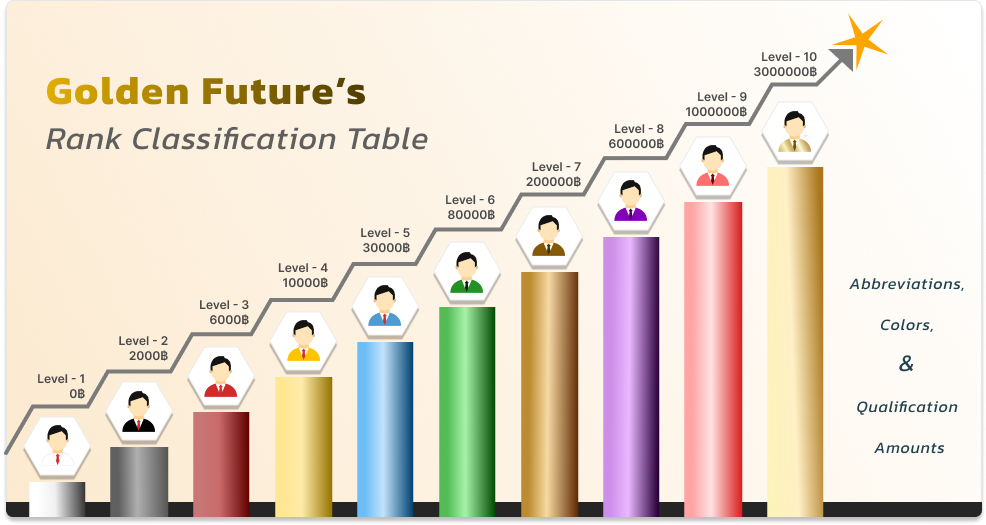 Golden Future's
Rank Classification Table
Level - 1
0฿
Level - 2
2000฿
Level - 3
6000฿
Level - 4
10000฿
Level - 5
30000฿
Level - 6
80000฿
Level - 7
200000฿
Level - 8
600000฿
Level - 9
1000000฿
Level - 10
3000000฿
Abbreviations,
Colors,
&
Qualification
Amounts